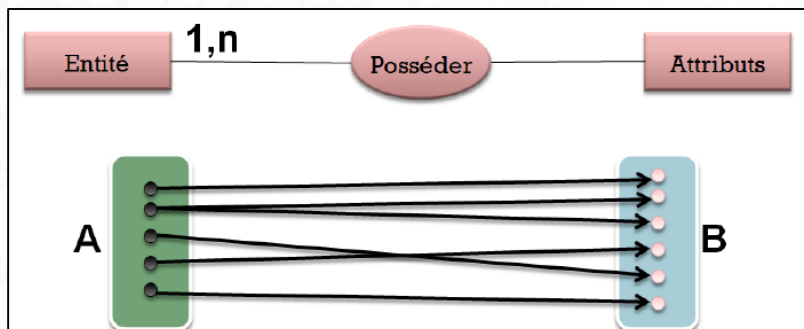 1,n
Entité
Posséder
Attributs
A
B